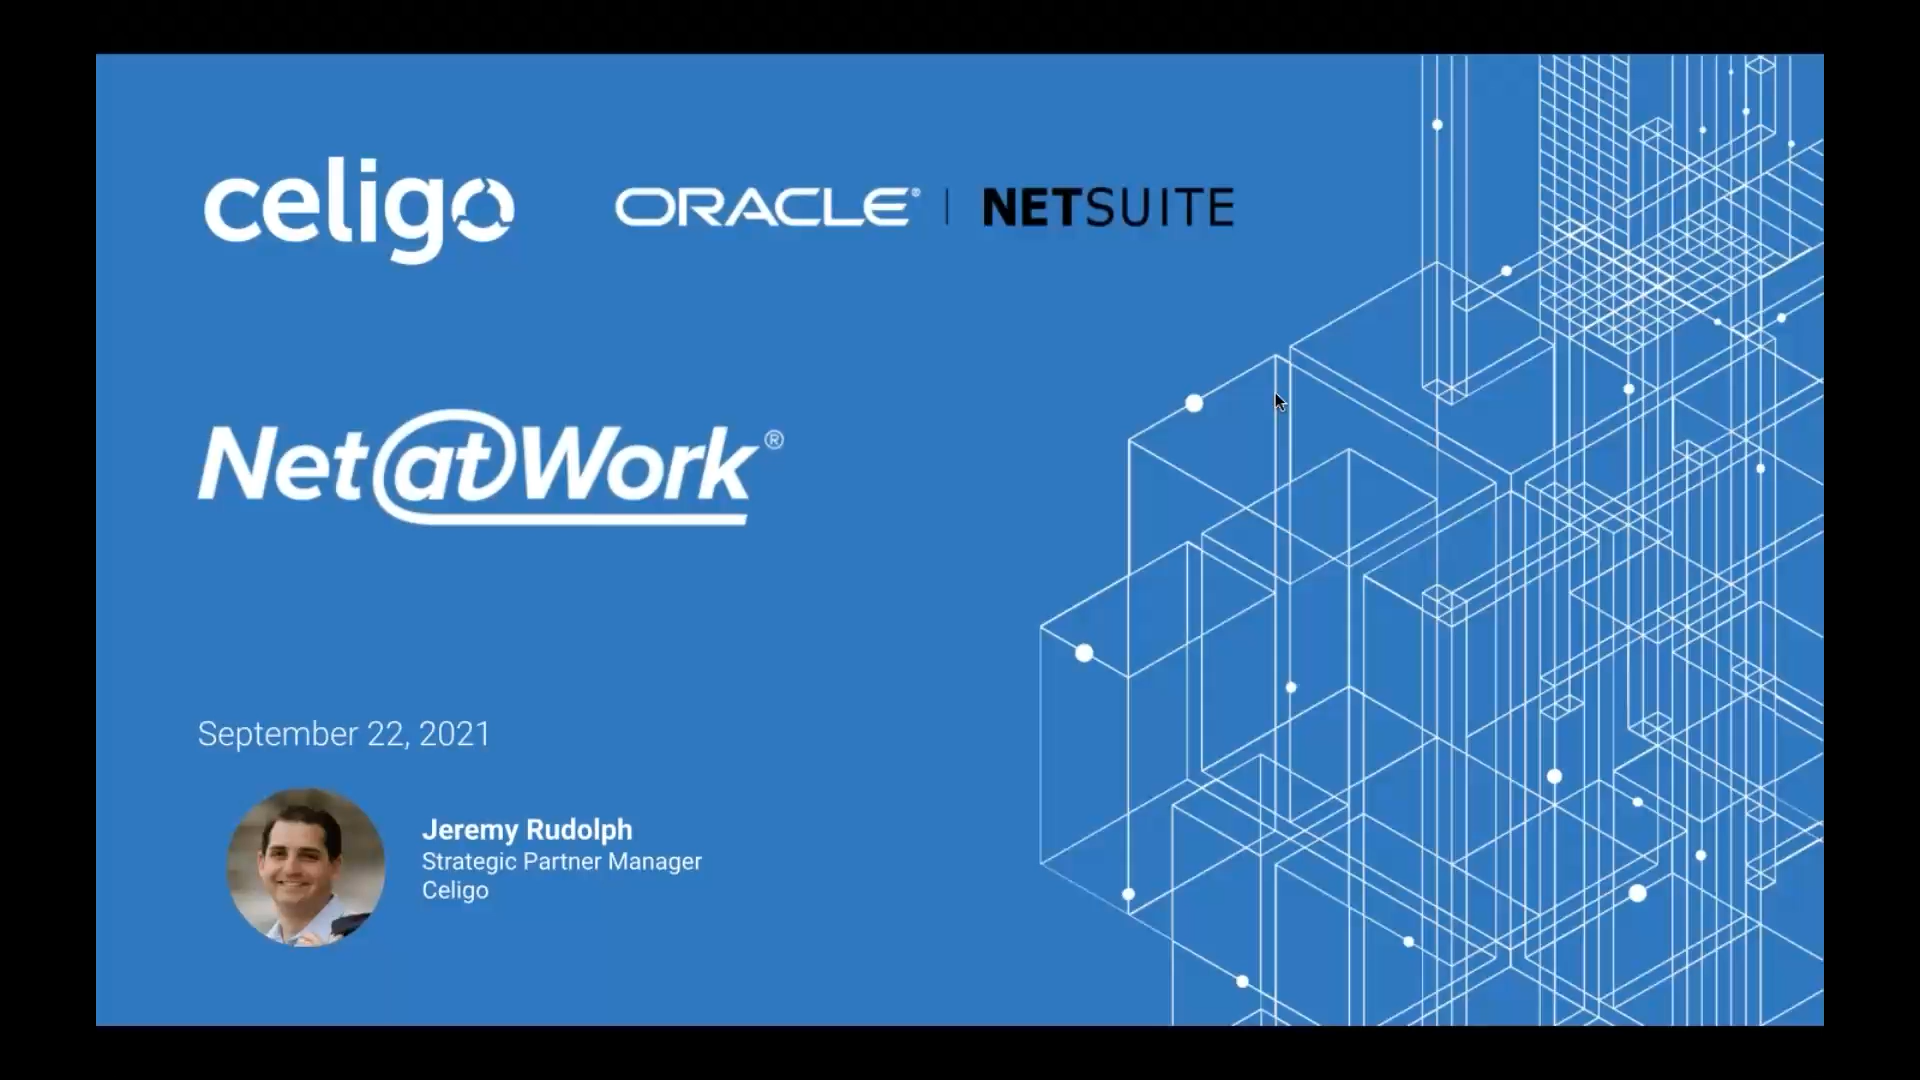 celigo
ORACLE® | NETSUITE
Net@Work®
September 22, 2021
Jeremy Rudolph
Strategic Partner Manager
Celigo